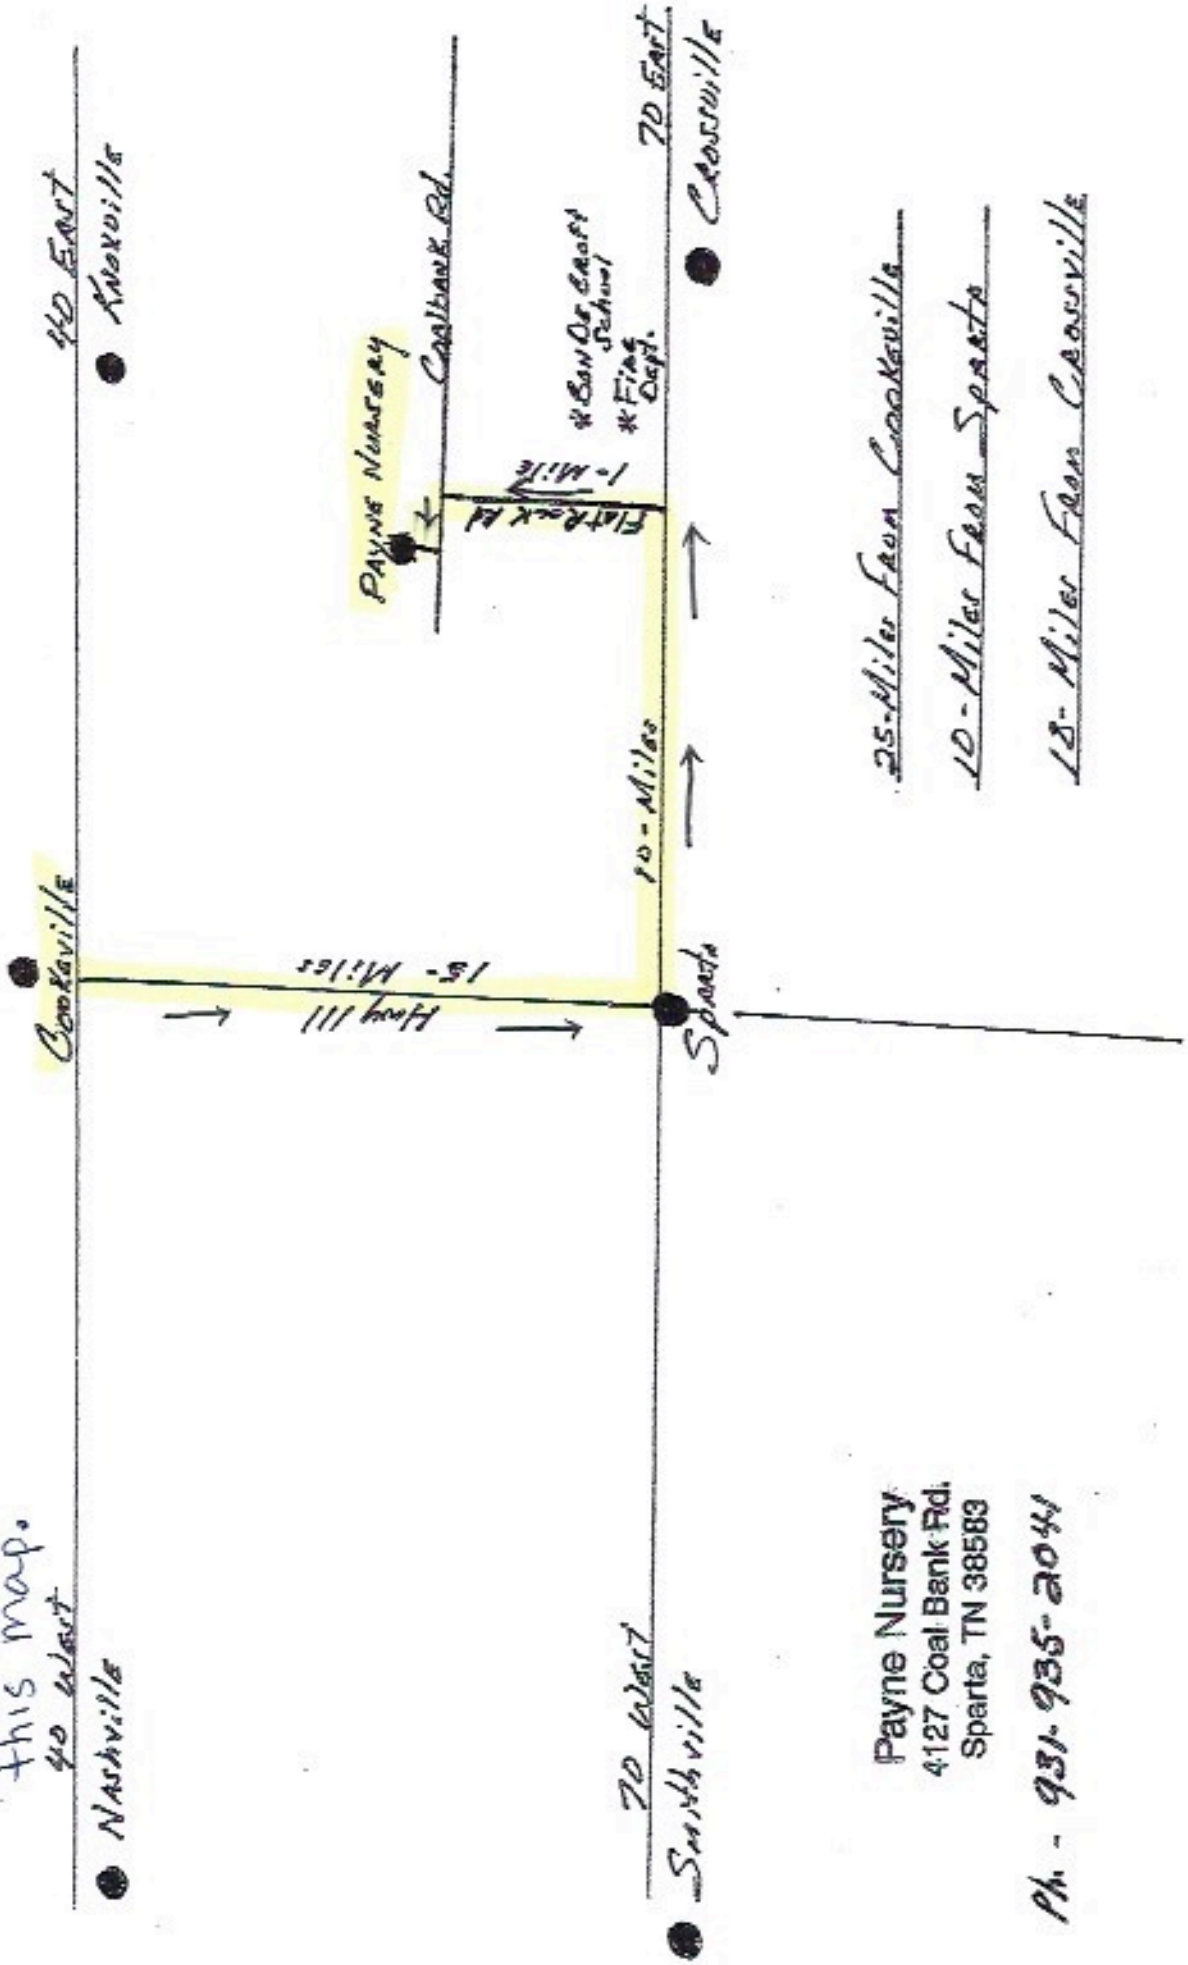 this map.
40 West
Nashville
Cookeville
40 East
Knoxville
Hwy 111
15- Miles
PAYNE NURSERY
Coalbank Rd.
Flat Rock Rd
1- Mile
*BON DE CROFT
School
*Fire
Dept.
70 West
Smithville
Sparta
10- Miles
70 East
Crossville
Payne Nursery
4127 Coal Bank Rd.
Sparta, TN 38583
Ph. - 931-935-2041
25-Miles From Cookeville
10-Miles From Sparta
18- Miles From Crossville